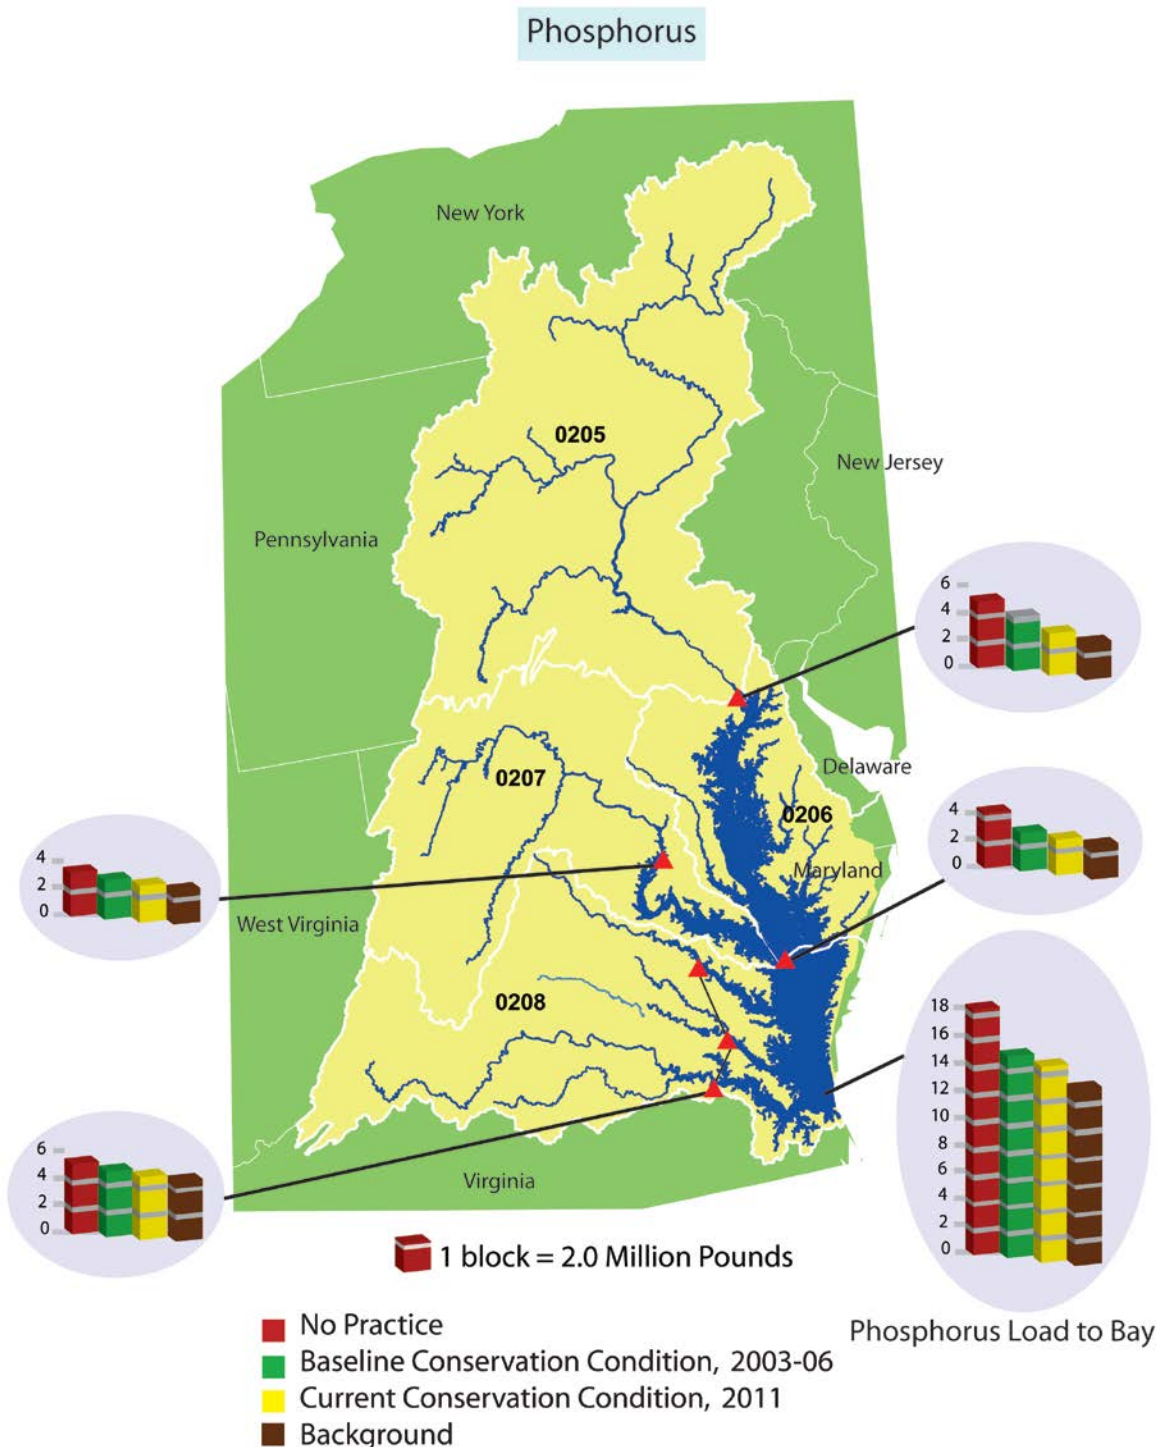 Phosphorus
New York
0205
New Jersey
Pennsylvania
6
4
2
0
0207
Delaware
0206
Maryland
4
2
0
4
2
0
West Virginia
0208
18
16
14
12
10
8
6
4
2
0
6
4
2
0
Virginia
1 block = 2.0 Million Pounds
Phosphorus Load to Bay
No Practice
Baseline Conservation Condition, 2003-06
Current Conservation Condition, 2011
Background